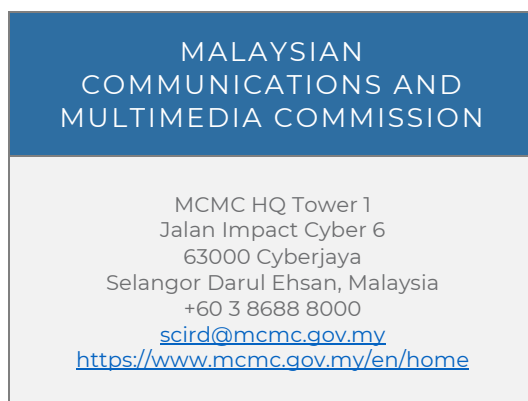 MALAYSIAN
COMMUNICATIONS AND
MULTIMEDIA COMMISSION
MCMC HQ Tower 1
Jalan Impact Cyber 6
63000 Cyberjaya
Selangor Darul Ehsan, Malaysia
+60 3 8688 8000
scird@mcmc.gov.my
https://www.mcmc.gov.my/en/home